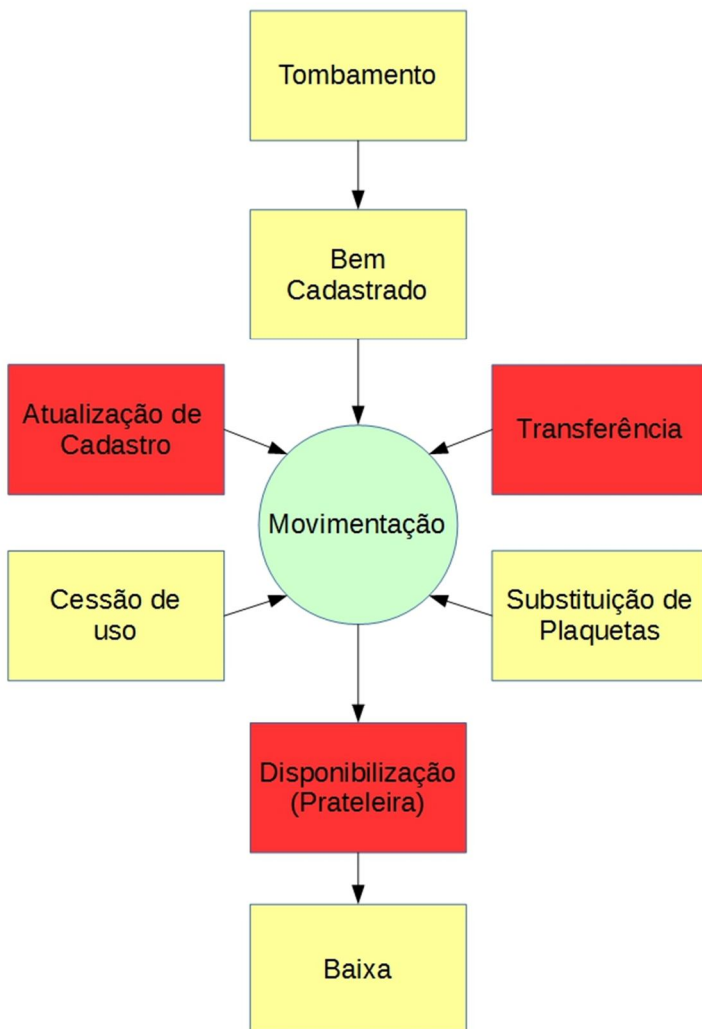 Tombamento
Bem
Cadastrado
Atualização de
Cadastro
Transferência
Movimentação
Cessão de
uso
Substituição de
Plaquetas
Disponibilização
(Prateleira)
Baixa